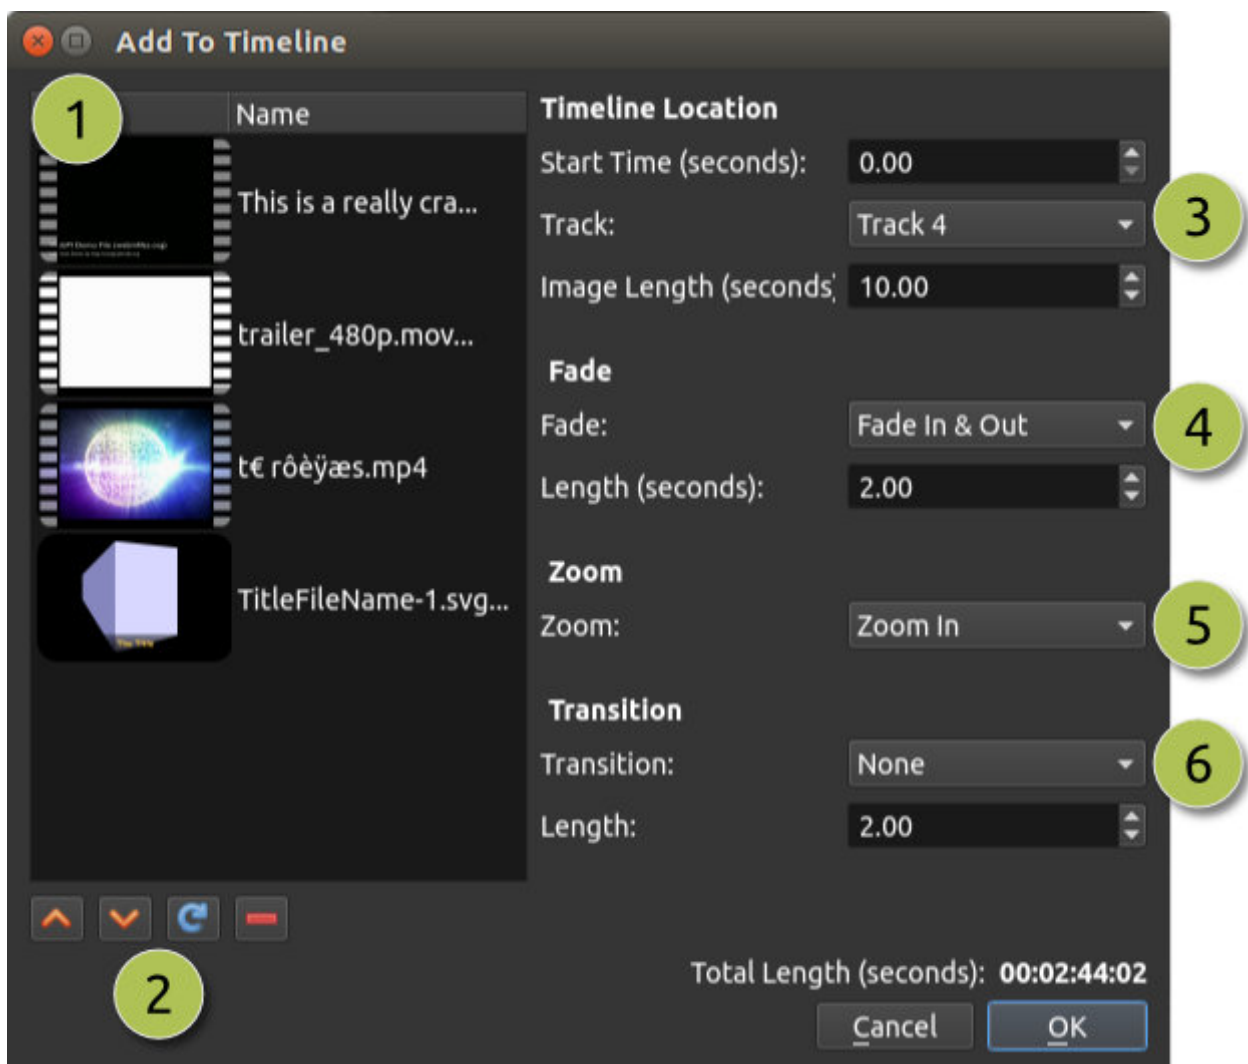 Add To Timeline
1
Name
This is a really cra...
trailer_480p.mov...
t€ rôèÿæs.mp4
TitleFileName-1.svg...
2
Timeline Location
Start Time (seconds): 0.00
Track: Track 4
3
Image Length (seconds) 10.00
Fade
Fade: Fade In & Out
4
Length (seconds): 2.00
Zoom
Zoom: Zoom In
5
Transition
Transition: None
6
Length: 2.00
Total Length (seconds): 00:02:44:02
Cancel OK